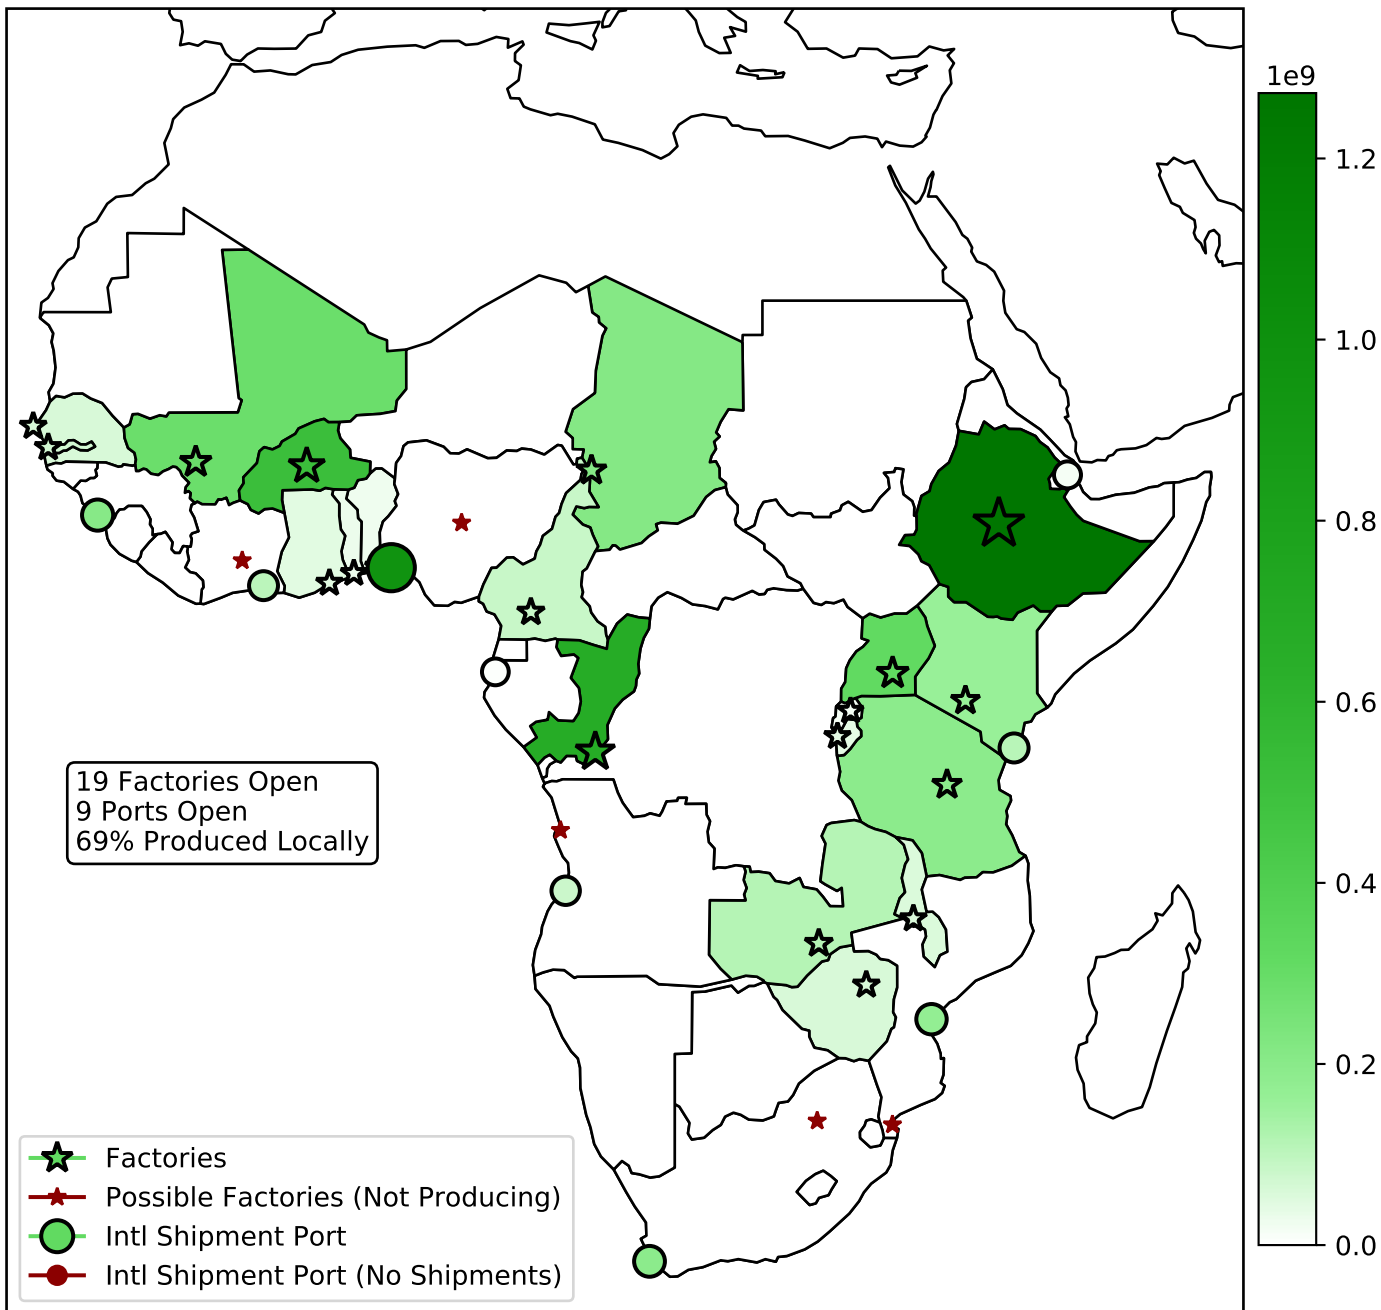 1e9
1.2
1.0
0.8
0.6
0.4
0.2
0.0
19 Factories Open
9 Ports Open
69% Produced Locally
Factories
Possible Factories (Not Producing)
Intl Shipment Port
Intl Shipment Port (No Shipments)